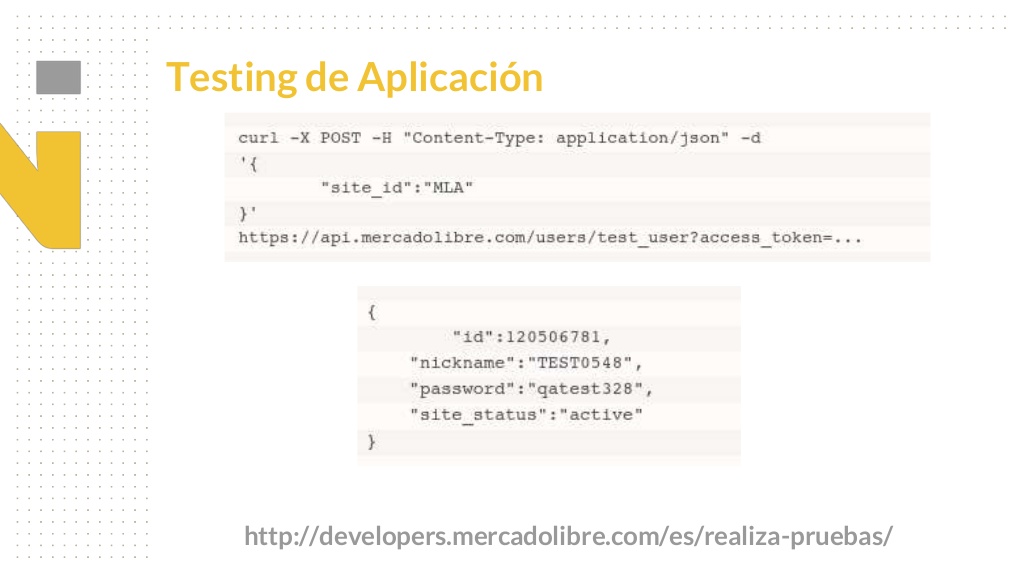 Testing de Aplicación
curl -X POST -H "Content-Type: application/json" -d
'{
"site_id":"MLA"
}'
https://api.mercadolibre.com/users/test_user?access_token=...
{
"id":120506781,
"nickname":"TEST0548",
"password":"qatest328",
"site_status":"active"
}
http://developers.mercadolibre.com/es/realiza-pruebas/